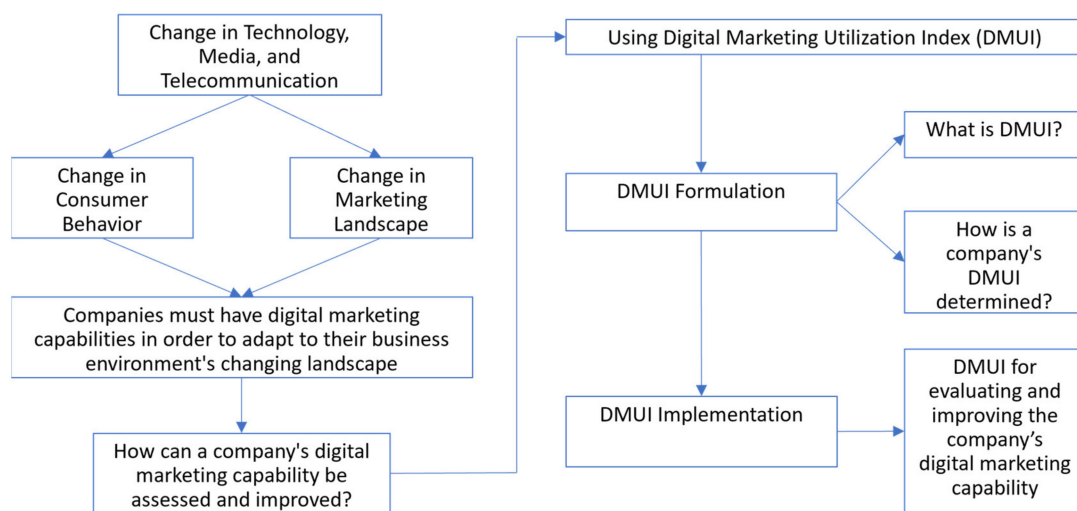 Change in Technology,
Media, and
Telecommunication
Change in
Consumer
Behavior
Change in
Marketing
Landscape
Companies must have digital marketing
capabilities in order to adapt to their business
environment's changing landscape
How can a company's digital
marketing capability be
assessed and improved?
Using Digital Marketing Utilization Index (DMUI)
DMUI Formulation
What is DMUI?
How is a
company's
DMUI
determined?
DMUI Implementation
DMUI for
evaluating and
improving the
company’s
digital marketing
capability